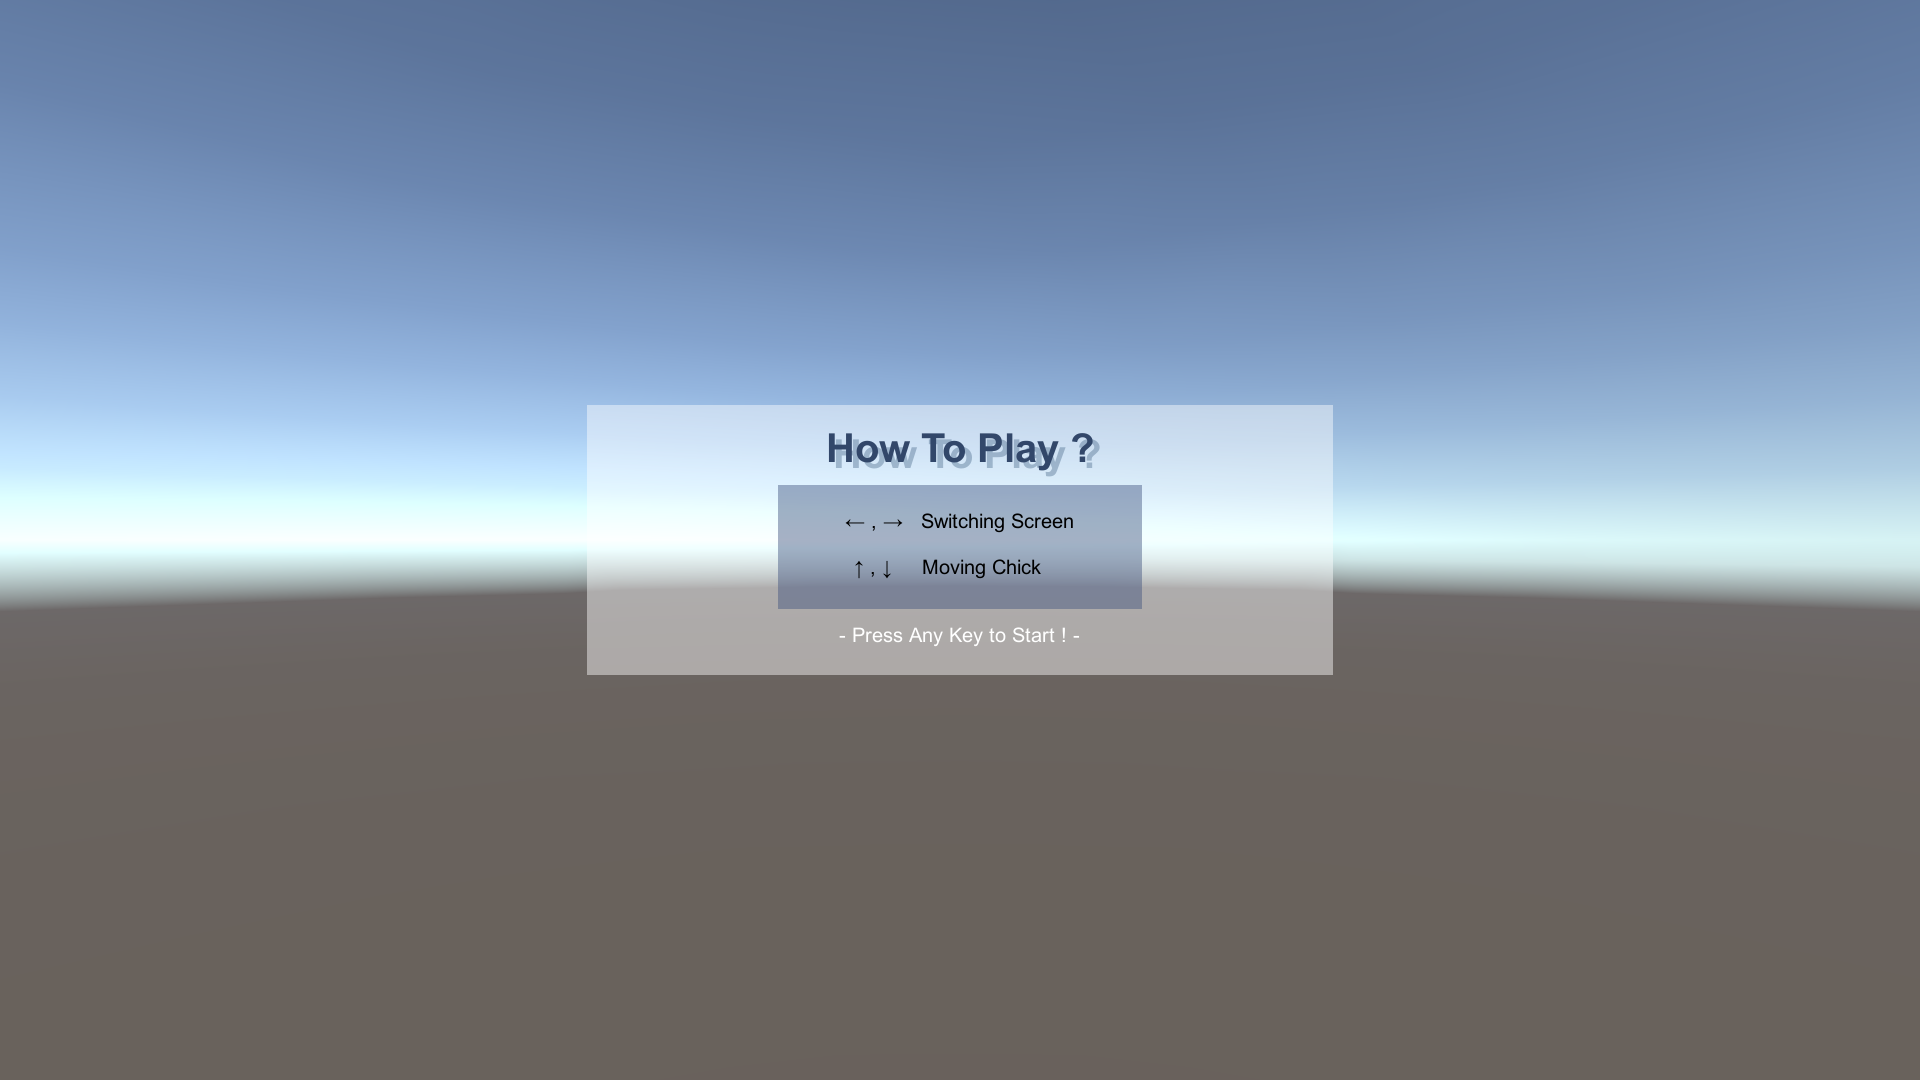 How To Play ?
← , → Switching Screen
↑ , ↓ Moving Chick
- Press Any Key to Start ! -